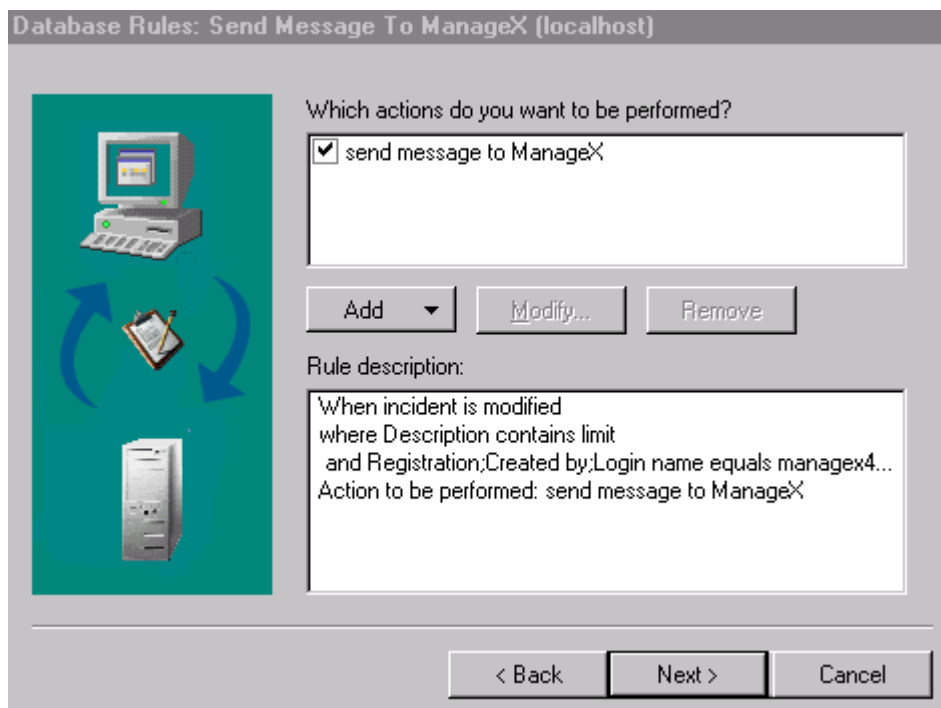 Database Rules: Send Message To ManageX (localhost)
Which actions do you want to be performed?
send message to ManageX
Add
Modify...
Remove
Rule description:
When incident is modified
where Description contains limit
and Registration;Created by;Login name equals managex4...
Action to be performed: send message to ManageX
< Back
Next >
Cancel